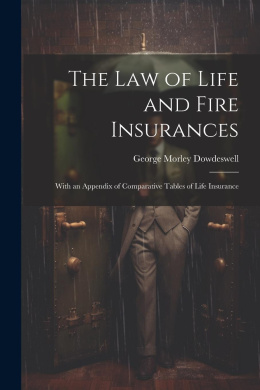 The Law of Life
and Fire
Insurances
George Morley Dowdeswell
With an Appendix of Comparative Tables of Life Insurance